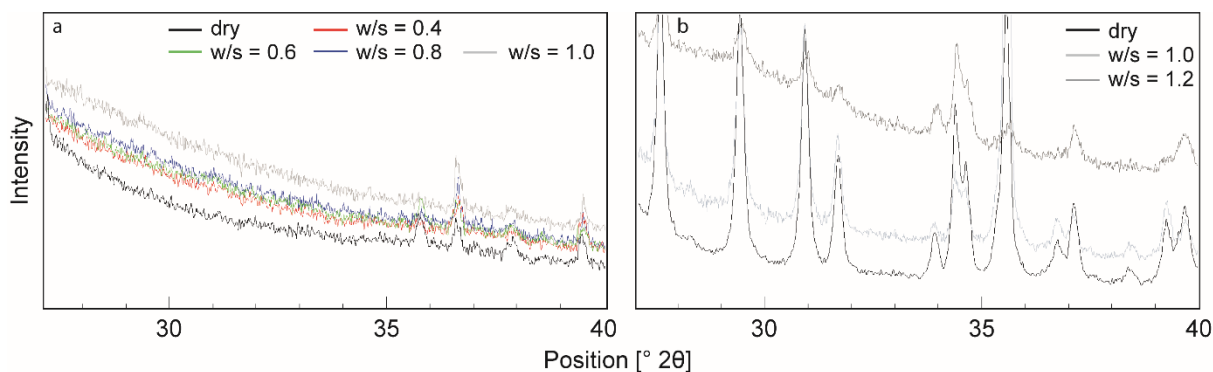 a
dry
w/s = 0.4
w/s = 0.6
w/s = 0.8
w/s = 1.0
b
dry
w/s = 1.0
w/s = 1.2
Intensity
30
35
40
30
35
40
Position [° 2θ]